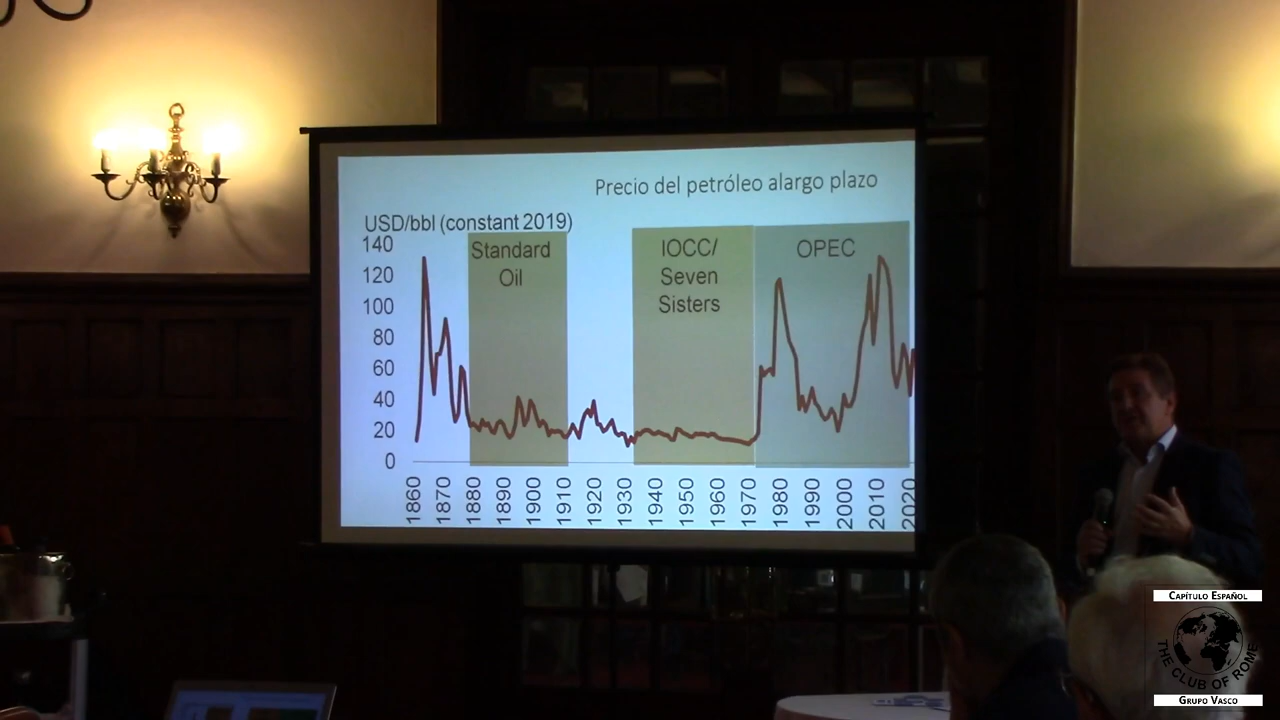 Precio del petróleo alargo plazo
USD/bbl (constant 2019)
140
120
100
80
60
40
20
0
Standard
Oil
IOCC/
Seven
Sisters
OPEC
1860
1870
1880
1890
1900
1910
1920
1930
1940
1950
1960
1970
1980
1990
2000
2010
2020
Capítulo Español
THE CLUB OF ROME
Grupo Vasco